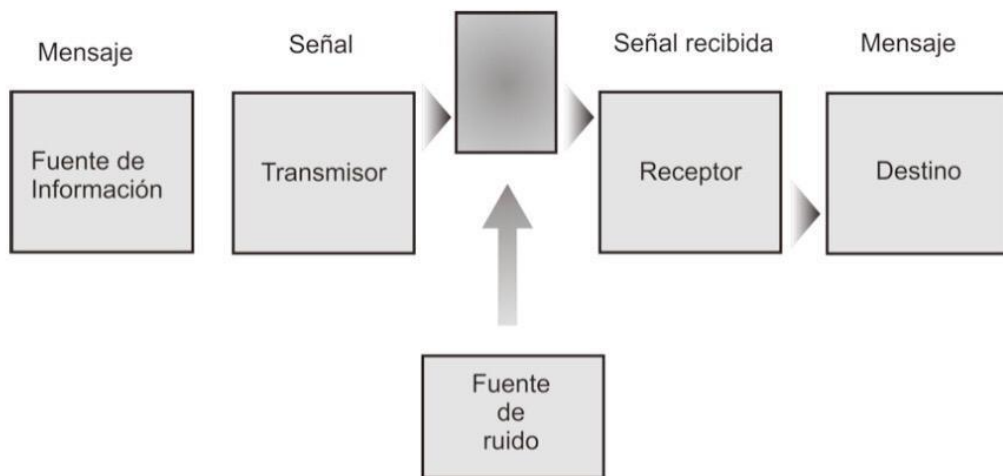 Mensaje
Señal
Señal recibida
Mensaje
Fuente de
Información
Transmisor
Receptor
Destino
Fuente
de
ruido